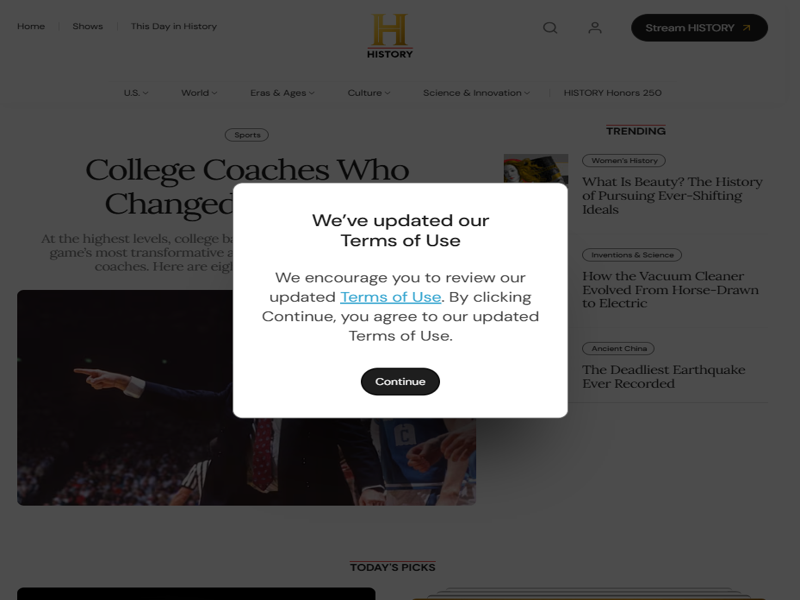 Home
Shows
This Day in History
H
HISTORY
Stream HISTORY
U.S.
World
Eras & Ages
Culture
Science & Innovation
HISTORY Honors 250
Sports
College Coaches Who
Changed
At the highest levels, college
game's most transformative
coaches. Here are
TRENDING
Women's History
What Is Beauty? The History
of Pursuing Ever-Shifting
Ideals
Inventions & Science
How the Vacuum Cleaner
Evolved From Horse-Drawn
to Electric
Ancient China
The Deadliest Earthquake
Ever Recorded
We've updated our
Terms of Use
We encourage you to review our
updated Terms of Use. By clicking
Continue, you agree to our updated
Terms of Use.
Continue
C
TODAY'S PICKS